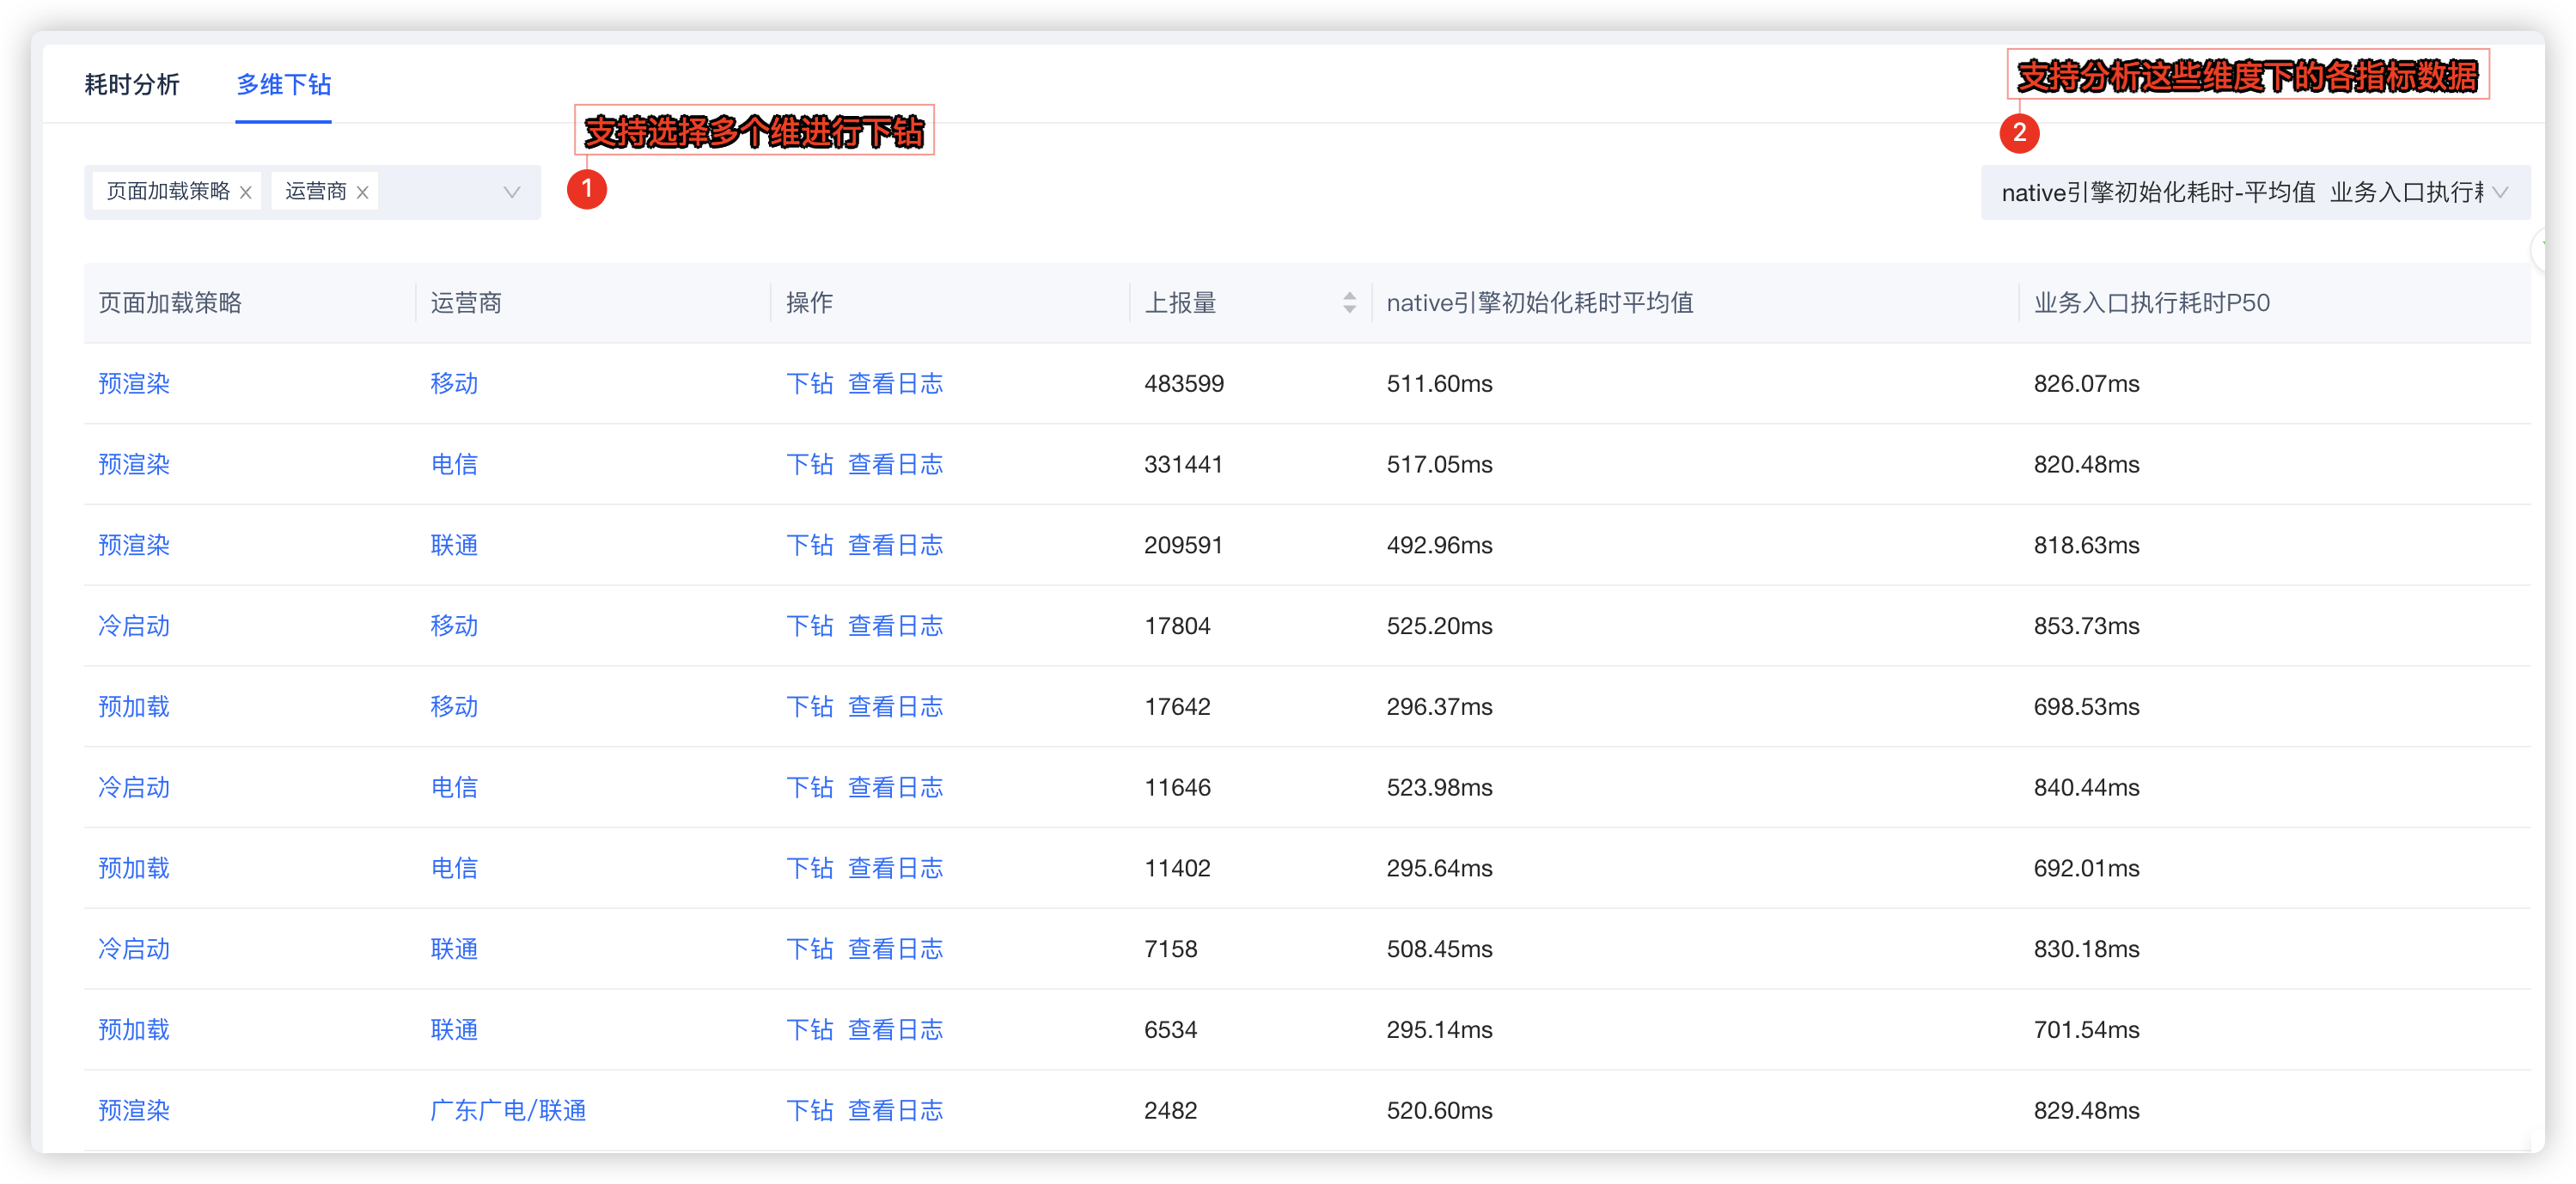 耗时分析 多维下钻
支持分析这些维度下的各指标数据
2
支持选择多个维进行下钻
1
页面加载策略 × 运营商 ×
native引擎初始化耗时-平均值 业务入口执行
页面加载策略 运营商 操作 上报量 native引擎初始化耗时平均值 业务入口执行耗时P50
预渲染 移动 下钻 查看日志 483599 511.60ms 826.07ms
预渲染 电信 下钻 查看日志 331441 517.05ms 820.48ms
预渲染 联通 下钻 查看日志 209591 492.96ms 818.63ms
冷启动 移动 下钻 查看日志 17804 525.20ms 853.73ms
预加载 移动 下钻 查看日志 17642 296.37ms 698.53ms
冷启动 电信 下钻 查看日志 11646 523.98ms 840.44ms
预加载 电信 下钻 查看日志 11402 295.64ms 692.01ms
冷启动 联通 下钻 查看日志 7158 508.45ms 830.18ms
预加载 联通 下钻 查看日志 6534 295.14ms 701.54ms
预渲染 广东广电/联通 下钻 查看日志 2482 520.60ms 829.48ms